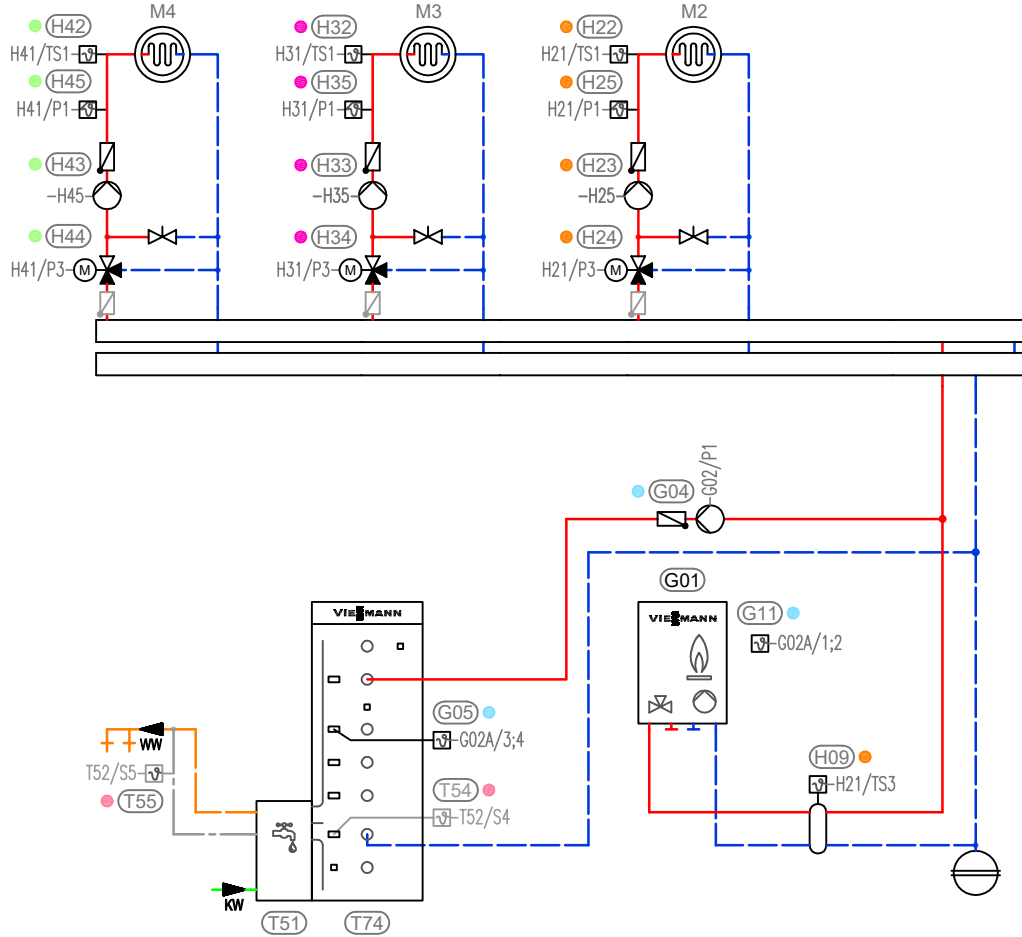 M4
M3
M2
H42
H32
H22
H41/TS1
H31/TS1
H21/TS1
H45
H35
H25
H41/P1
H31/P1
H21/P1
H43
H33
H23
H45
H35
H25
H44
H34
H24
H41/P3
M
H31/P3
M
H21/P3
M
G02/P1
G04
G01
VIESMANN
VIESMANN
G11
G02A/1;2
G05
G02A/3;4
WW
T52/S5
T55
H09
H21/TS3
T54
T52/S4
KW
T51
T74